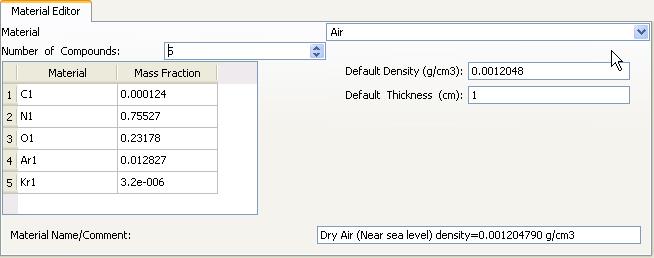 Material Editor
Material Air
Number of Compounds: 5
Default Density (g/cm3): 0.0012048
Default Thickness (cm): 1
Material Mass Fraction
1 C1 0.000124
2 N1 0.75527
3 O1 0.23178
4 Ar1 0.012827
5 Kr1 3.2e-006
Material Name/Comment: Dry Air (Near sea level) density=0.001204790 g/cm3